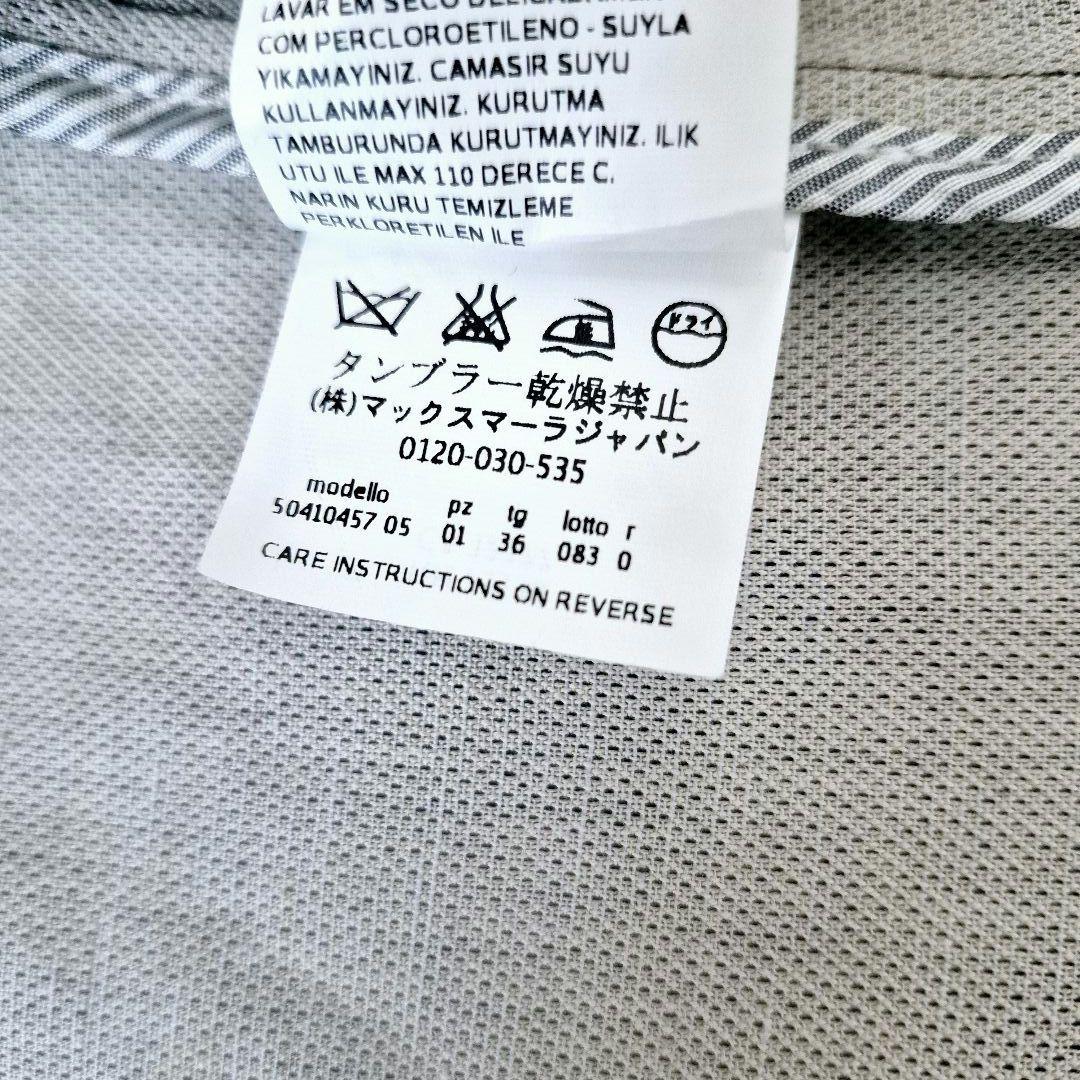 LAVAR EM SECO
COM PERCLOROETILENO - SUYLA
YIKAMAYINIZ. CAMASIR SUYU
KULLANMAYINIZ. KURUTMA
TAMBURUNDA KURUTMAYINIZ. ILIK
UTU ILE MAX 110 DERECE C.
NARIN KURU TEMIZLEME
PERKLORETILEN ILE
ドライ
タンブラー乾燥禁止
(株)マックスマーラジャパン
0120-030-535
modello pz tg lotto r
50410457 05 01 36 083 0
CARE INSTRUCTIONS ON REVERSE